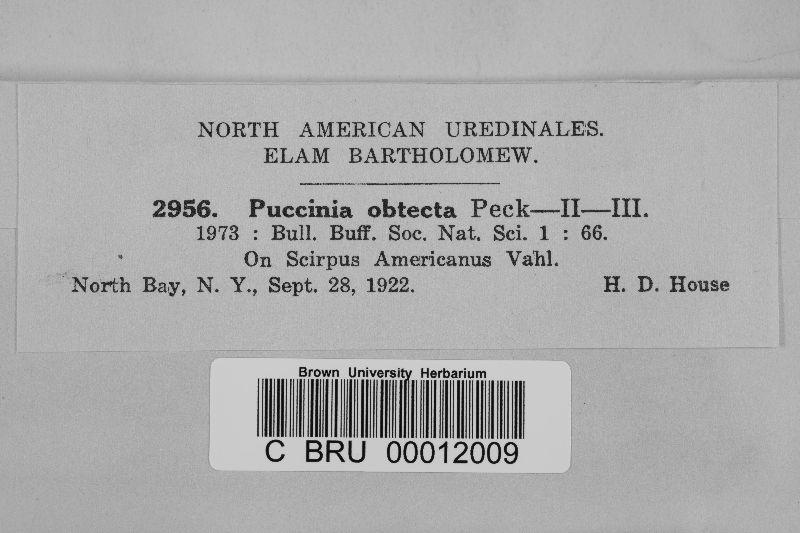 NORTH AMERICAN UREDINALES.
ELAM BARTHOLOMEW.
2956. Puccinia obtecta Peck—II—III.
1973 : Bull. Buff. Soc. Nat. Sci. 1 : 66.
On Scirpus Americanus Vahl.
North Bay, N. Y., Sept. 28, 1922. H. D. House
Brown University Herbarium
C BRU 00012009